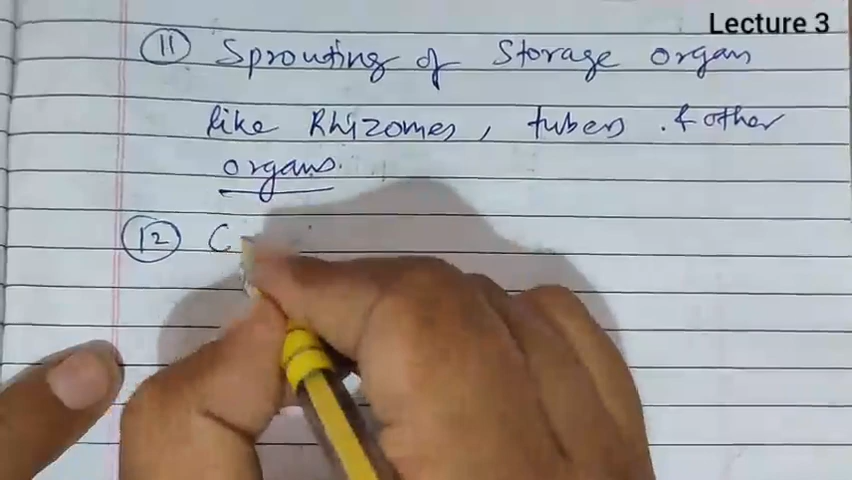 Lecture 3
11 Sprouting of Storage organ
like Rhizomes, tubers & other
organs.
12 C